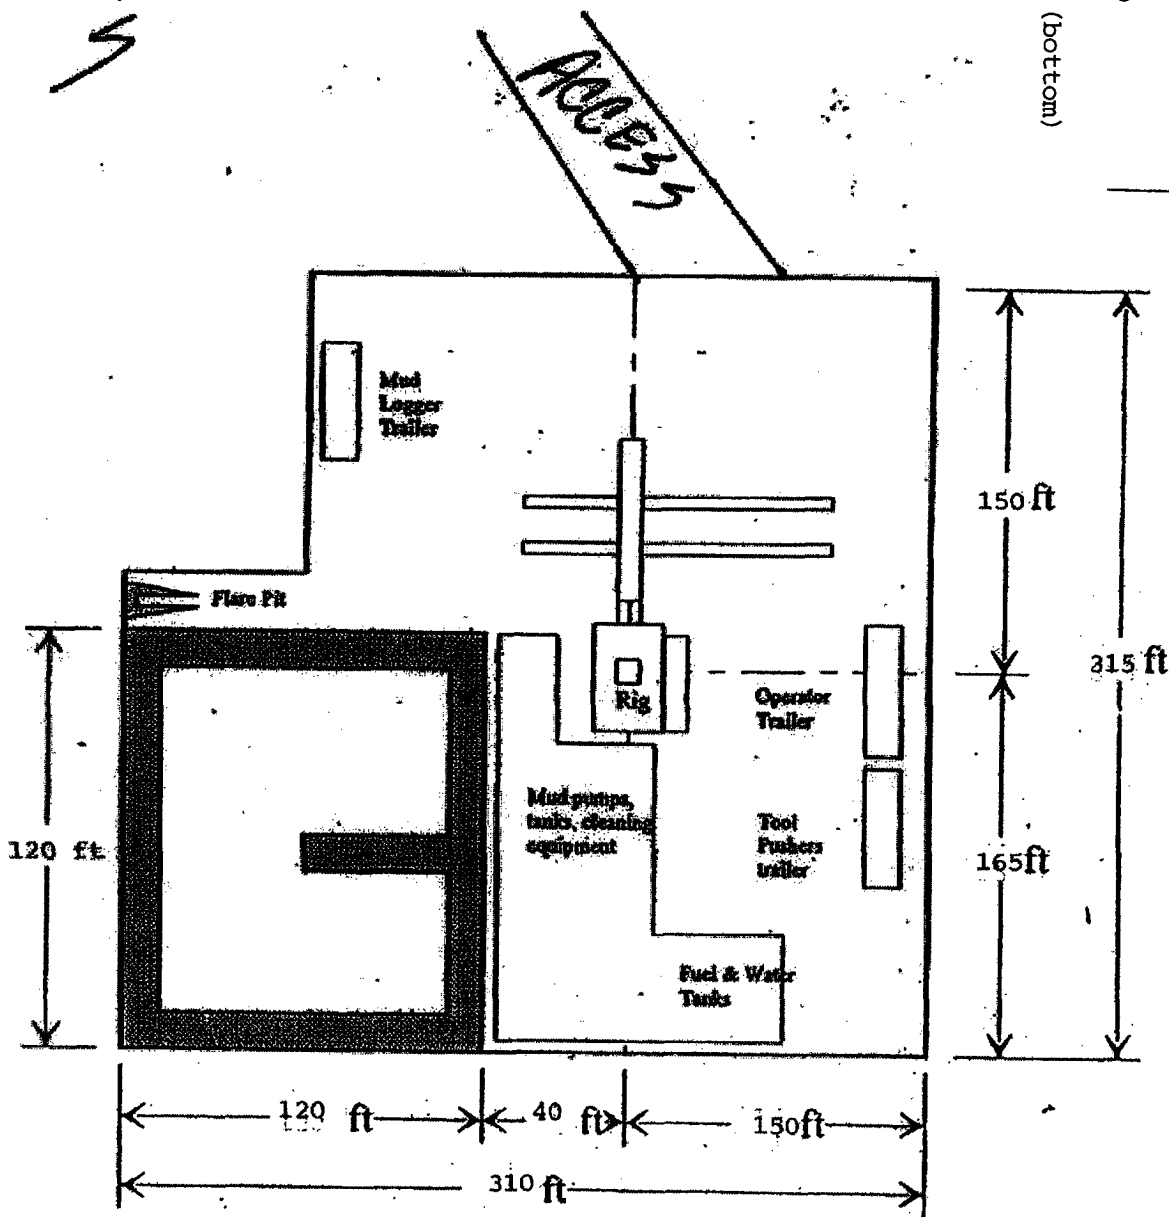 5
(bottom)
ACCESS
Mud
Logger
Trailer
150 ft
Flare Pit
315 ft
Rig
Operator
Trailer
Mud pumps,
tanks, cleaning
equipment
Tool
Pushers
trailer
120 ft
165ft
Fuel & Water
Tanks
120 ft
40 ft
150ft
310 ft